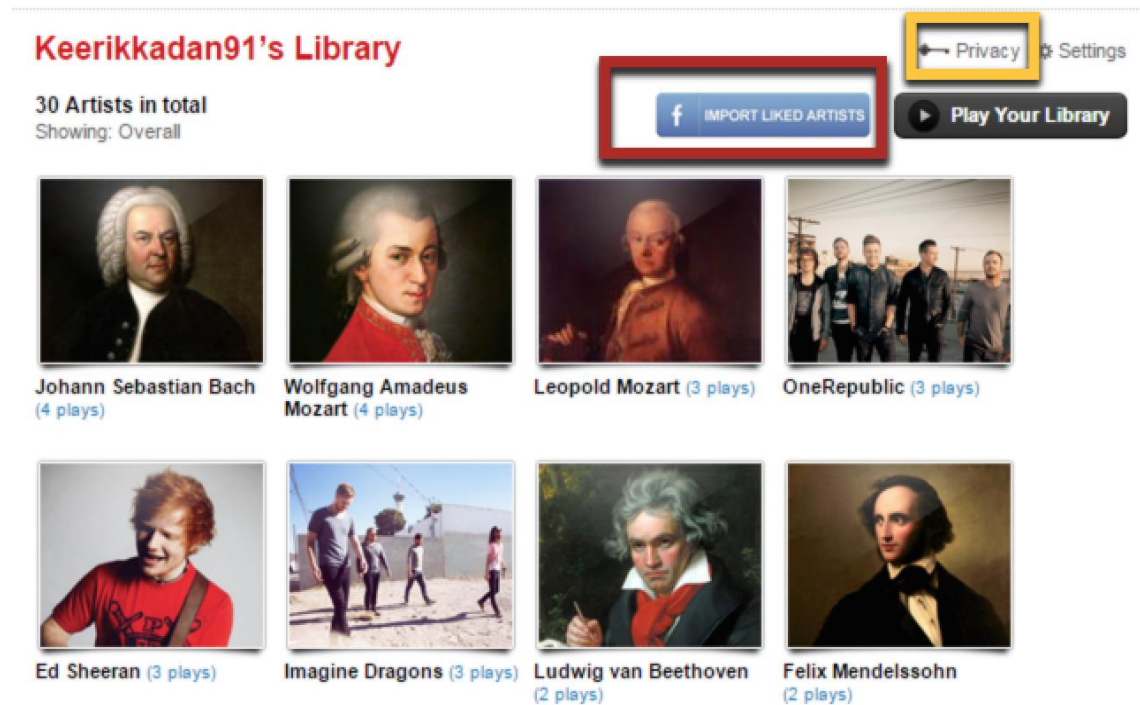 Keerikkadan91's Library
Privacy
Settings
30 Artists in total
Showing: Overall
f IMPORT LIKED ARTISTS
Play Your Library
Johann Sebastian Bach
(4 plays)
Wolfgang Amadeus
Mozart (4 plays)
Leopold Mozart (3 plays)
OneRepublic (3 plays)
Ed Sheeran (3 plays)
Imagine Dragons (3 plays)
Ludwig van Beethoven
(2 plays)
Felix Mendelssohn
(2 plays)